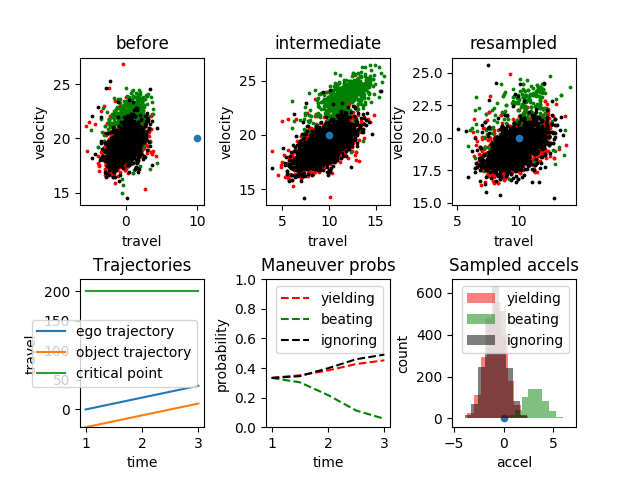 before
velocity
25
20
15
0
10
travel
intermediate
velocity
25
20
15
5
10
15
travel
resampled
velocity
25.0
22.5
20.0
17.5
15.0
5
10
travel
Trajectories
travel
200
150
100
50
0
1
2
3
time
ego trajectory
object trajectory
critical point
Maneuver probs
probability
1.0
0.8
0.6
0.4
0.2
0.0
1
2
3
time
yielding
beating
ignoring
Sampled accels
count
600
400
200
0
-5
0
5
accel
yielding
beating
ignoring